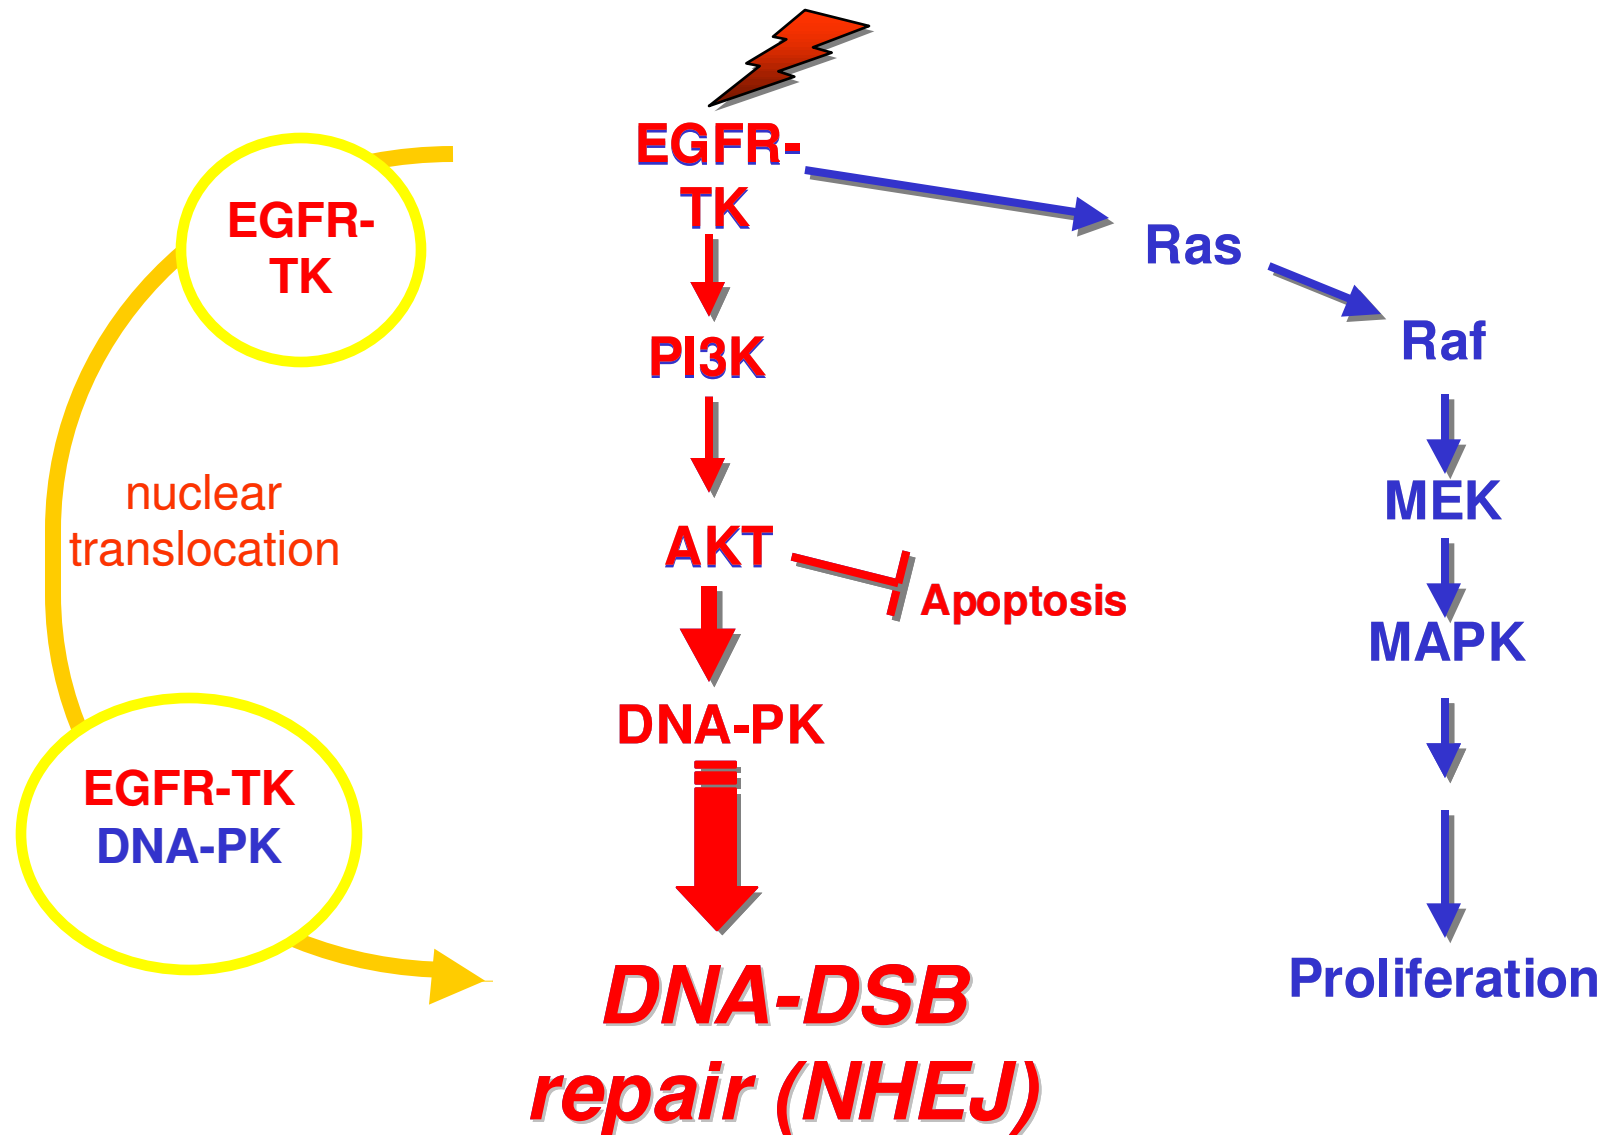 EGFR-
TK
EGFR-
TK
Ras
Raf
PI3K
nuclear
translocation
MEK
AKT
Apoptosis
MAPK
DNA-PK
EGFR-TK
DNA-PK
Proliferation
DNA-DSB
repair (NHEJ)